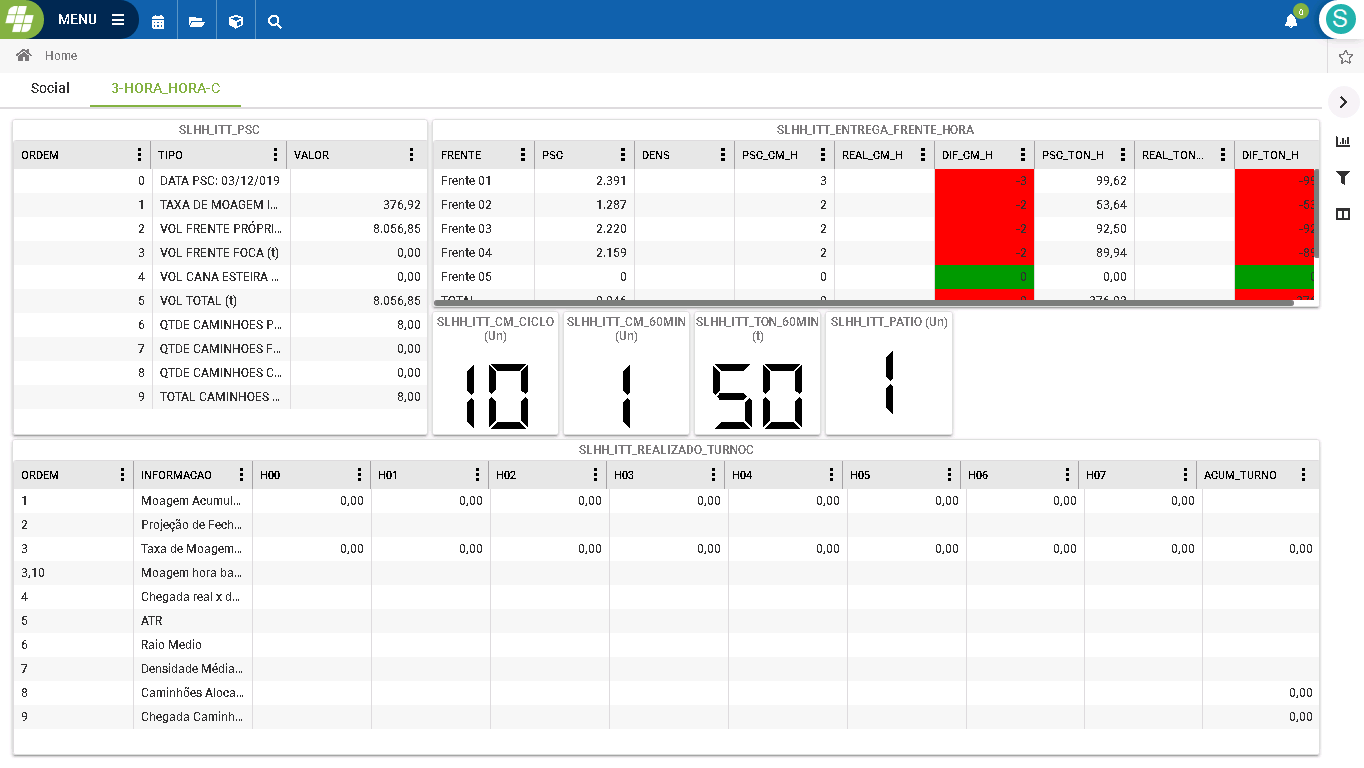 MENU
0
S
Home
Social 3-HORA_HORA-C
SLHH_ITT_PSC
ORDEM TIPO VALOR
0 DATA PSC: 03/12/019
1 TAXA DE MOAGEM I... 376,92
2 VOL FRENTE PRÓPRI... 8.056,85
3 VOL FRENTE FOCA (t) 0,00
4 VOL CANA ESTEIRA ... 0,00
5 VOL TOTAL (t) 8.056,85
6 QTDE CAMINHOES P... 8,00
7 QTDE CAMINHOES F... 0,00
8 QTDE CAMINHOES C... 0,00
9 TOTAL CAMINHOES ... 8,00
SLHH_ITT_ENTREGA_FRENTE_HORA
FRENTE PSC DENS PSC_CM_H REAL_CM_H DIF_CM_H PSC_TON_H REAL_TON... DIF_TON_H
Frente 01 2.391 3 -3 99,62
Frente 02 1.287 2 -2 53,64
Frente 03 2.220 2 -2 92,50
Frente 04 2.159 2 -2 89,94
Frente 05 0 0 0 0,00
TOTAL
SLHH_ITT_CM_CICLO
(Un)
10
SLHH_ITT_CM_60MIN
(Un)
1
SLHH_ITT_TON_60MIN
(t)
50
SLHH_ITT_PATIO (Un)
1
SLHH_ITT_REALIZADO_TURNOC
ORDEM INFORMACAO H00 H01 H02 H03 H04 H05 H06 H07 ACUM_TURNO
1 Moagem Acumul... 0,00 0,00 0,00 0,00 0,00 0,00 0,00 0,00
2 Projeção de Fech...
3 Taxa de Moagem... 0,00 0,00 0,00 0,00 0,00 0,00 0,00 0,00 0,00
3,10 Moagem hora ba...
4 Chegada real x d...
5 ATR
6 Raio Medio
7 Densidade Média...
8 Caminhões Aloca... 0,00
9 Chegada Caminh... 0,00